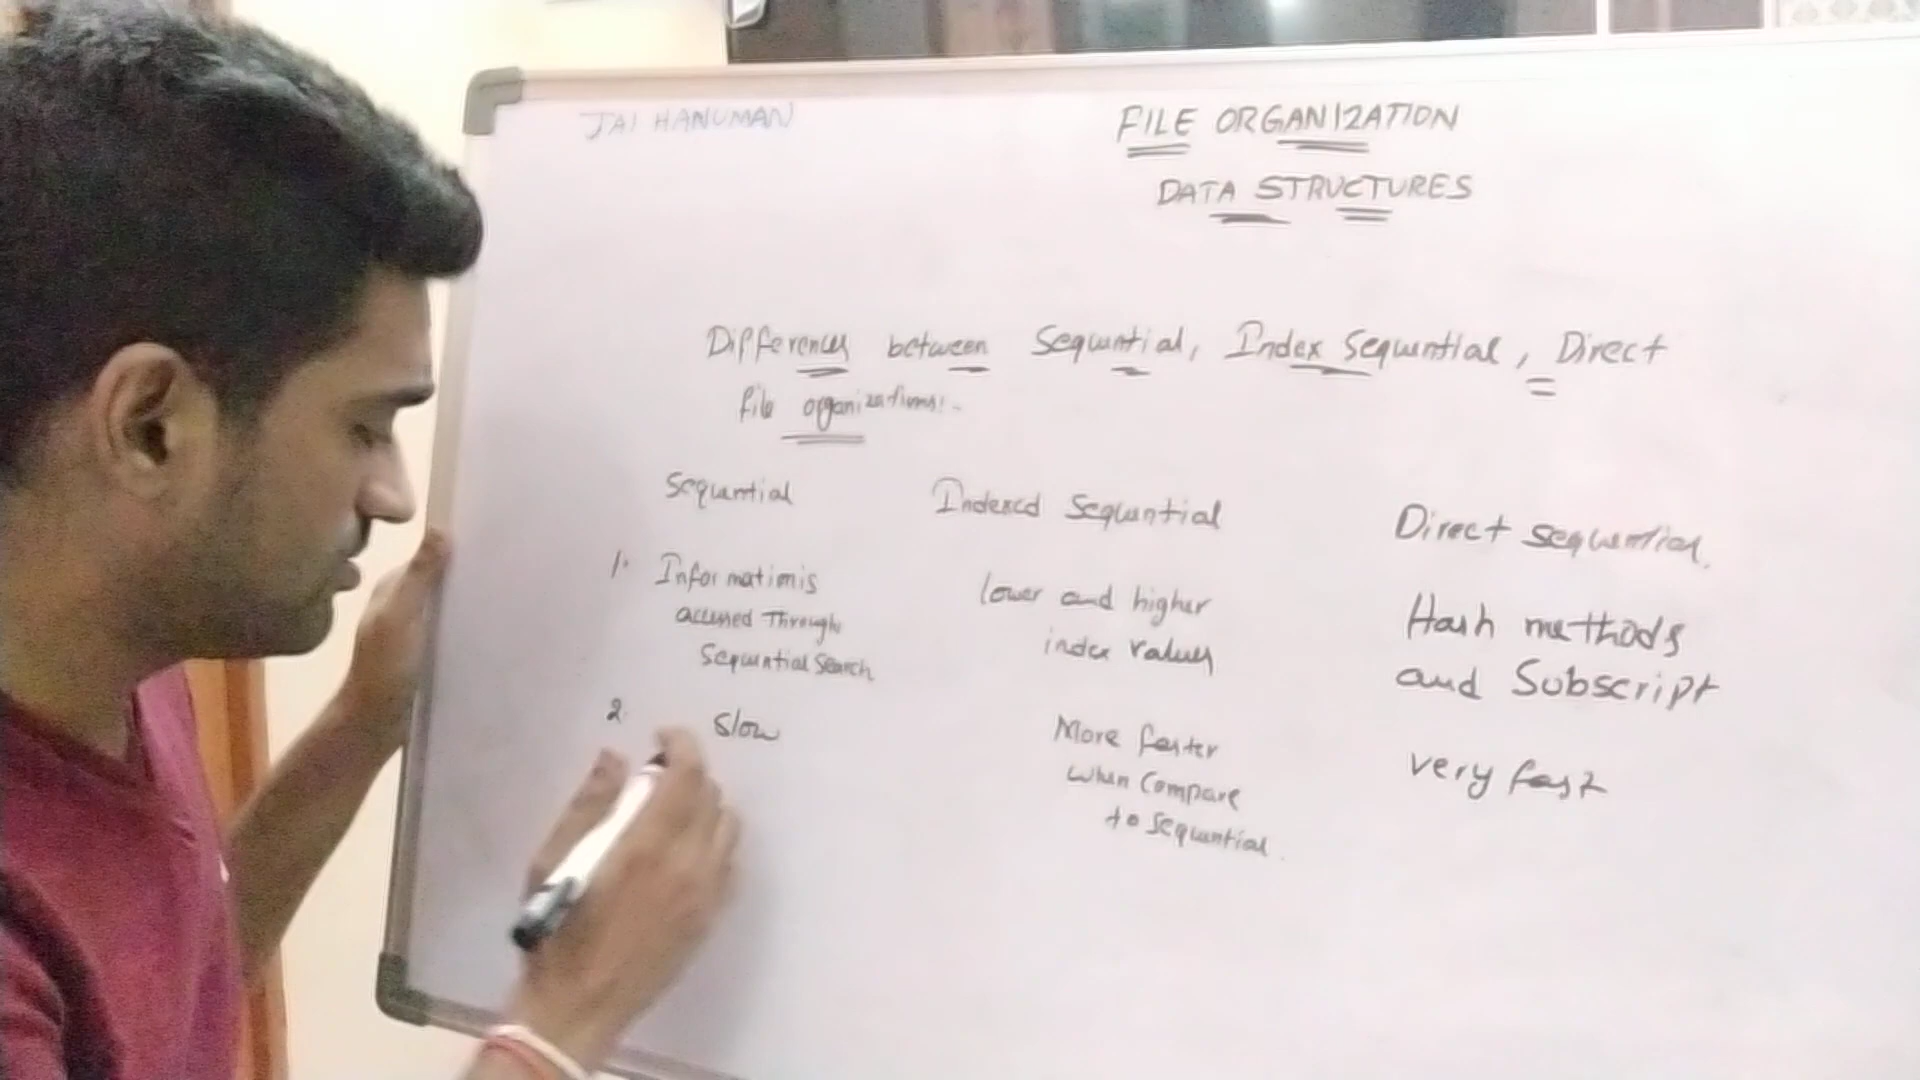 JAI HANUMAN
FILE ORGANIZATION
DATA STRUCTURES
Differences between Sequential, Index Sequential, Direct
file organizations:-
Sequential
Indexed Sequential
Direct sequential.
1. Information is
accessed Through
Sequential Search
lower and higher
index values
Hash methods
and Subscript
2. Slow
More faster
when Compare
to sequential.
very fast